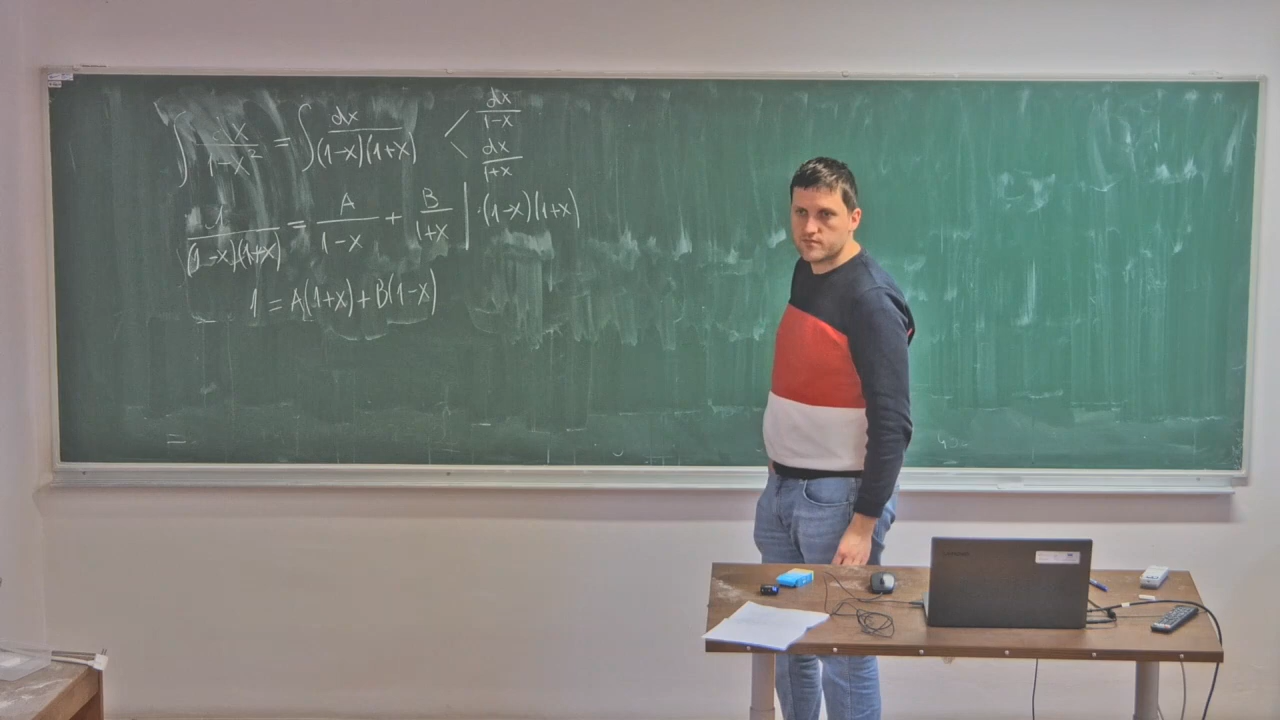 ∫ dx/(1-x²) = ∫ dx/((1-x)(1+x)) < dx/(1-x) dx/(1+x)
1/((1-x)(1+x)) = A/(1-x) + B/(1+x) | ·(1-x)(1+x)
1 = A(1+x)+B(1-x)
Lenovo